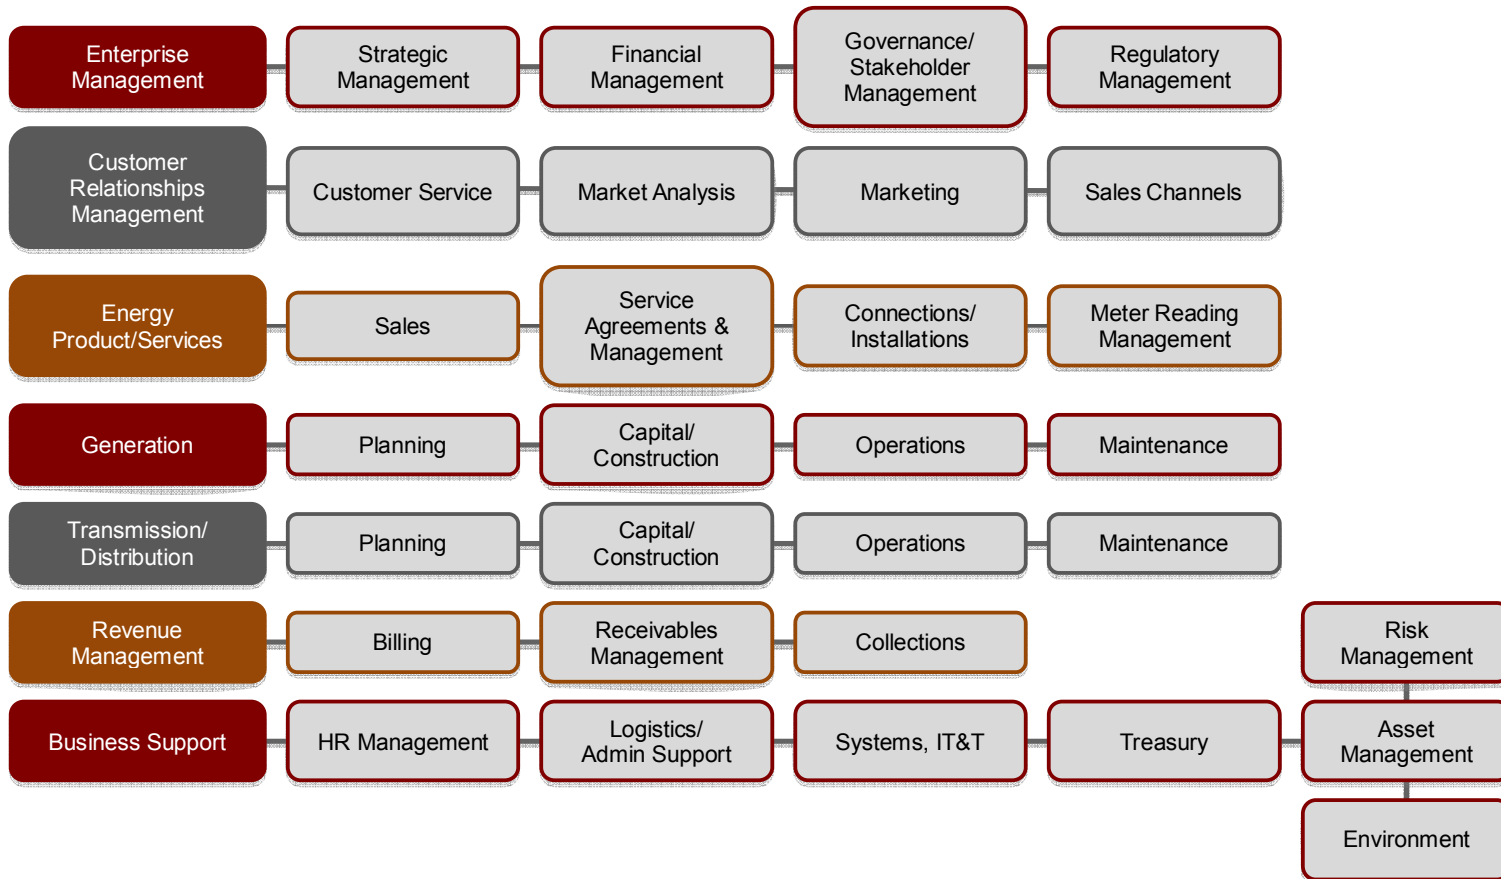 Enterprise
Management
Strategic
Management
Financial
Management
Governance/
Stakeholder
Management
Regulatory
Management
Customer
Relationships
Management
Customer Service
Market Analysis
Marketing
Sales Channels
Energy
Product/Services
Sales
Service
Agreements &
Management
Connections/
Installations
Meter Reading
Management
Generation
Planning
Capital/
Construction
Operations
Maintenance
Transmission/
Distribution
Planning
Capital/
Construction
Operations
Maintenance
Revenue
Management
Billing
Receivables
Management
Collections
Risk
Management
Business Support
HR Management
Logistics/
Admin Support
Systems, IT&T
Treasury
Asset
Management
Environment